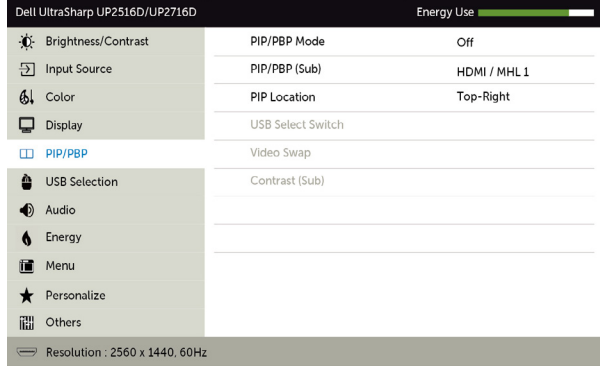 Dell UltraSharp UP2516D/UP2716D Energy Use
Brightness/Contrast PIP/PBP Mode Off
Input Source PIP/PBP (Sub) HDMI / MHL 1
Color PIP Location Top-Right
Display USB Select Switch
PIP/PBP Video Swap
USB Selection Contrast (Sub)
Audio
Energy
Menu
Personalize
Others
Resolution : 2560 x 1440, 60Hz